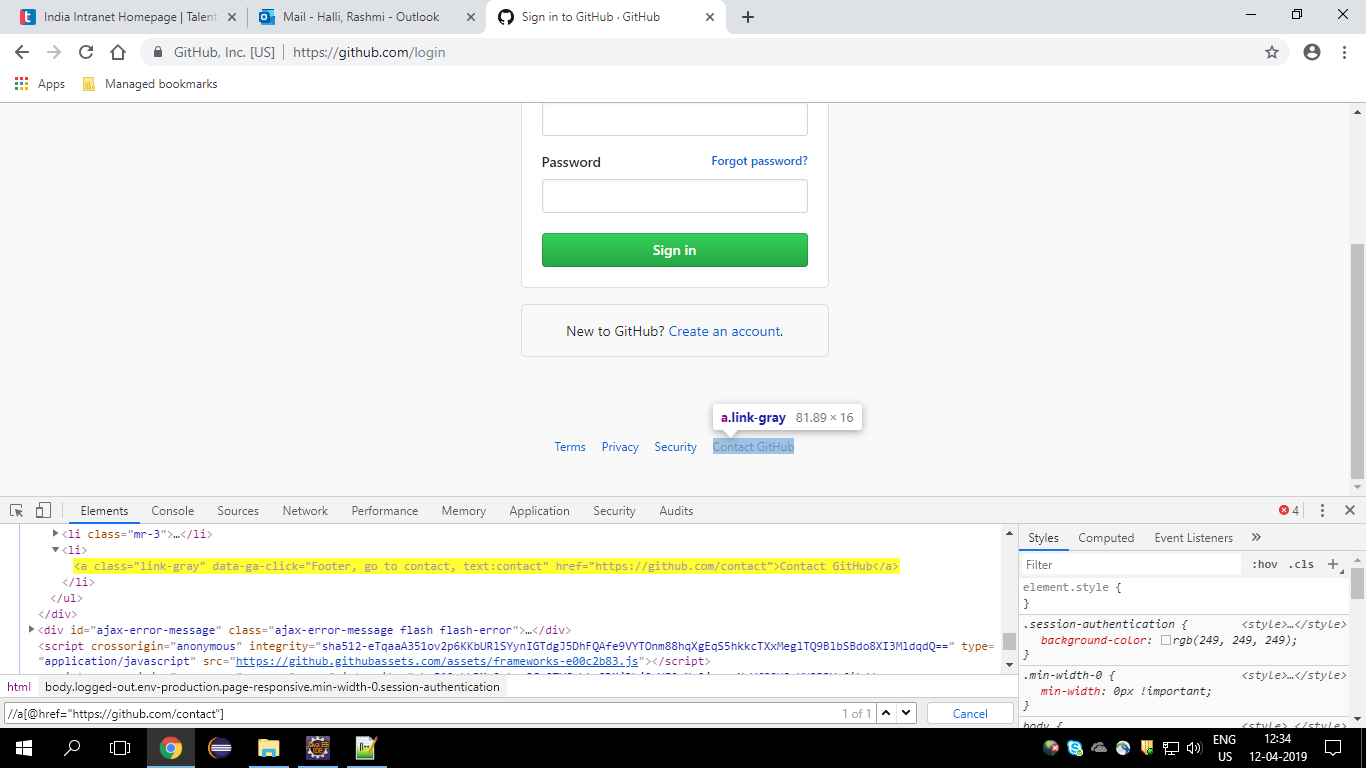 India Intranet Homepage | Talent
Mail - Halli, Rashmi - Outlook
Sign in to GitHub · GitHub
GitHub, Inc. [US] | https://github.com/login
Apps
Managed bookmarks
Password
Forgot password?
Sign in
New to GitHub? Create an account.
a.link-gray 81.89 × 16
Terms Privacy Security Contact GitHub
Elements Console Sources Network Performance Memory Application Security Audits 4
<li class="mr-3">…</li>
<li>
<a class="link-gray" data-ga-click="Footer, go to contact, text:contact" href="https://github.com/contact">Contact GitHub</a>
</li>
</ul>
</div>
<div id="ajax-error-message" class="ajax-error-message flash flash-error">…</div>
<script crossorigin="anonymous" integrity= type=
"application/javascript" src="https://github.githubassets.com/assets/frameworks-e00c2b83.js"></script>
html body.logged-out.env-production.page-responsive.min-width-0.session-authentication
//a[@href="https://github.com/contact"]
1 of 1
Cancel
Styles Computed Event Listeners »
Filter
:hov .cls +
element.style {
}
.session-authentication { <style>…</style>
background-color: rgb(249, 249, 249);
}
.min-width-0 { <style>…</style>
min-width: 0px !important;
}
body { <style>…</style>
ENG
US
12:34
12-04-2019